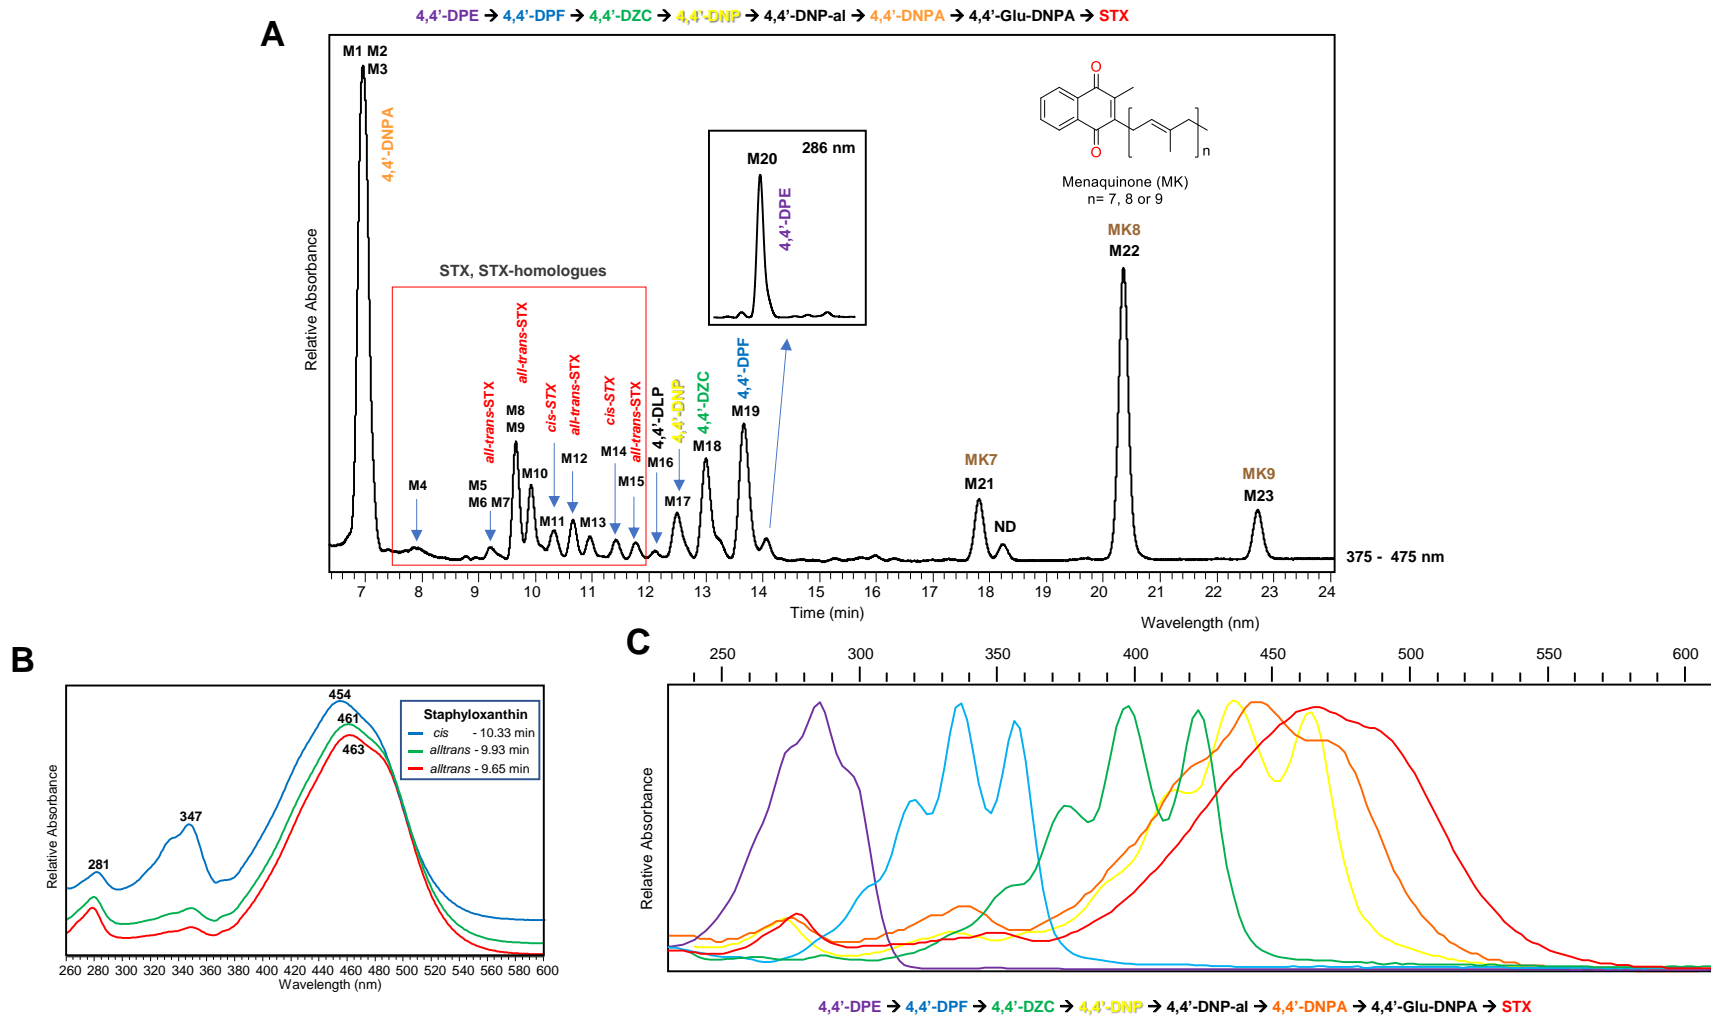 4,4'-DPE → 4,4'-DPF → 4,4'-DZC → 4,4'-DNP → 4,4'-DNP-al → 4,4'-DNPA → 4,4'-Glu-DNPA → STX
A
M1 M2
M3
4,4'-DNPA
Relative Absorbance
STX, STX-homologues
M4
all-trans-STX
M5
M6 M7
all-trans-STX
M8
M9
M10
cis-STX
M11
all-trans-STX
M12
M13
cis-STX
M14
all-trans-STX
M15
4,4'-DLP
M16
4,4'-DNP
M17
4,4'-DZC
M18
4,4'-DPF
M19
286 nm
M20
4,4'-DPE
O
O
n
Menaquinone (MK)
n= 7, 8 or 9
MK7
M21
ND
MK8
M22
MK9
M23
375 - 475 nm
7 8 9 10 11 12 13 14 15 16 17 18 19 20 21 22 23 24
Time (min)
B
454
461
463
347
281
Staphyloxanthin
cis - 10.33 min
alltrans - 9.93 min
alltrans - 9.65 min
Relative Absorbance
260 280 300 320 340 360 380 400 420 440 460 480 500 520 540 560 580 600
Wavelength (nm)
C
Wavelength (nm)
250 300 350 400 450 500 550 600
Relative Absorbance
4,4'-DPE → 4,4'-DPF → 4,4'-DZC → 4,4'-DNP → 4,4'-DNP-al → 4,4'-DNPA → 4,4'-Glu-DNPA → STX